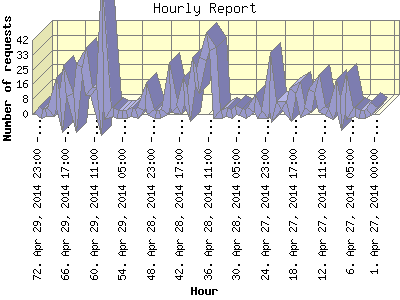 Hourly Report
Number of requests
42
34
25
16
8
0
72. Apr 29, 2014 23:00 -...
66. Apr 29, 2014 17:00 -...
60. Apr 29, 2014 11:00 -...
54. Apr 29, 2014 05:00 -...
48. Apr 28, 2014 23:00 -...
42. Apr 28, 2014 17:00 -...
36. Apr 28, 2014 11:00 -...
30. Apr 28, 2014 05:00 -...
24. Apr 27, 2014 23:00 -...
18. Apr 27, 2014 17:00 -...
12. Apr 27, 2014 11:00 -...
6. Apr 27, 2014 05:00 -...
1. Apr 27, 2014 00:00 -...
Hour